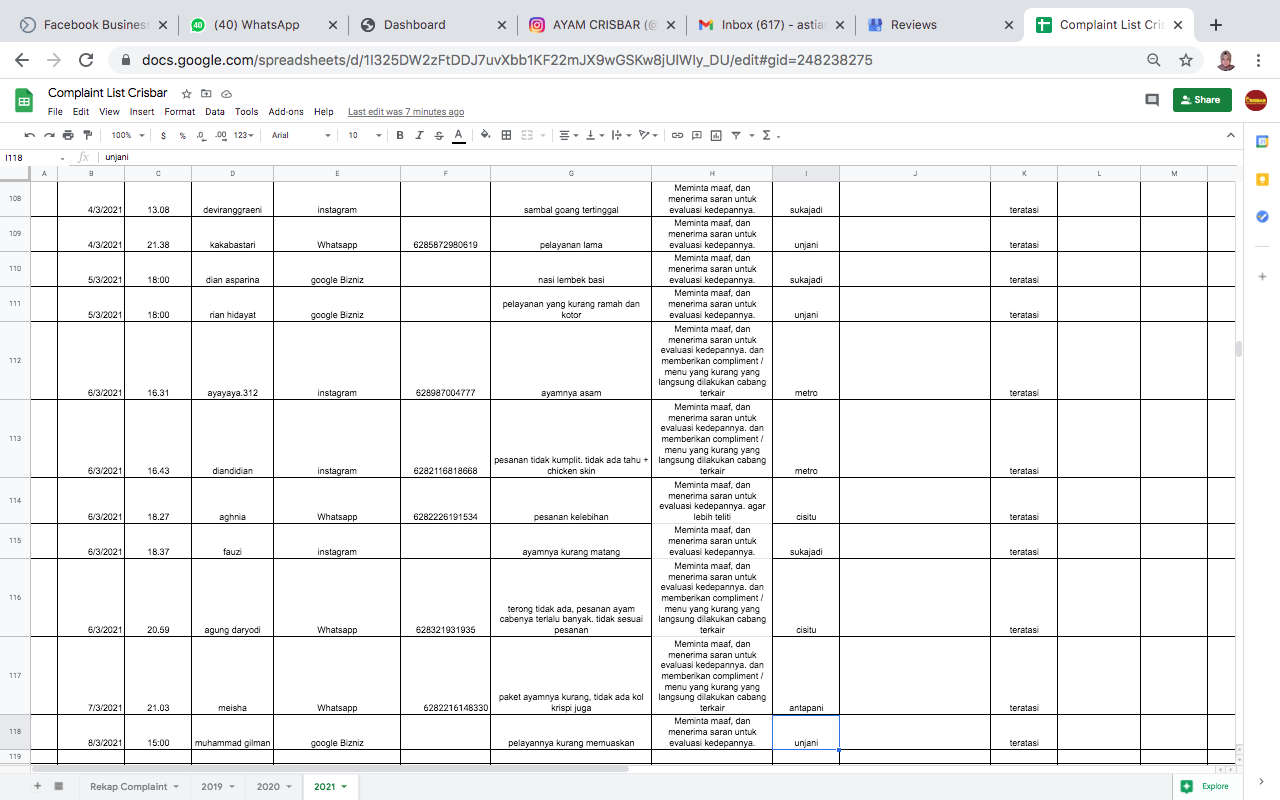 Facebook Business
(40) WhatsApp
Dashboard
AYAM CRISBAR (@
Inbox (617) - astia
Reviews
Complaint List Cris
docs.google.com/spreadsheets/d/1I325DW2zFtDDJ7uvXbb1KF22mJX9wGSKw8jUIWIy_DU/edit#gid=248238275
Complaint List Crisbar
File Edit View Insert Format Data Tools Add-ons Help Last edit was 7 minutes ago
Share
100% $ % .0 .00 123 Arial 10 B I S A
I118 fx unjani
A B C D E F G H I J K L M
108 4/3/2021 13.08 deviranggraeni instagram sambal goang tertinggal Meminta maaf, dan
menerima saran untuk
evaluasi kedepannya. sukajadi teratasi
109 4/3/2021 21.38 kakabastari Whatsapp 6285872980619 pelayanan lama Meminta maaf, dan
menerima saran untuk
evaluasi kedepannya. unjani teratasi
110 5/3/2021 18:00 dian asparina google Bizniz nasi lembek basi Meminta maaf, dan
menerima saran untuk
evaluasi kedepannya. sukajadi teratasi
111 5/3/2021 18:00 rian hidayat google Bizniz pelayanan yang kurang ramah dan
kotor Meminta maaf, dan
menerima saran untuk
evaluasi kedepannya. unjani teratasi
112 6/3/2021 16.31 ayayaya.312 instagram 628987004777 ayamnya asam Meminta maaf, dan
menerima saran untuk
evaluasi kedepannya. dan
memberikan compliment /
menu yang kurang yang
langsung dilakukan cabang
terkair metro teratasi
113 6/3/2021 16.43 diandidian instagram 6282116818668 pesanan tidak kumplit. tidak ada tahu +
chicken skin Meminta maaf, dan
menerima saran untuk
evaluasi kedepannya. dan
memberikan compliment /
menu yang kurang yang
langsung dilakukan cabang
terkair metro teratasi
114 6/3/2021 18.27 aghnia Whatsapp 6282226191534 pesanan kelebihan Meminta maaf, dan
menerima saran untuk
evaluasi kedepannya. agar
lebih teliti cisitu teratasi
115 6/3/2021 18.37 fauzi instagram ayamnya kurang matang Meminta maaf, dan
menerima saran untuk
evaluasi kedepannya. sukajadi teratasi
116 6/3/2021 20.59 agung daryodi Whatsapp 628321931935 terong tidak ada, pesanan ayam
cabenya terlalu banyak. tidak sesuai
pesanan Meminta maaf, dan
menerima saran untuk
evaluasi kedepannya. dan
memberikan compliment /
menu yang kurang yang
langsung dilakukan cabang
terkair cisitu teratasi
117 7/3/2021 21.03 meisha Whatsapp 6282216148330 paket ayamnya kurang, tidak ada kol
krispi juga Meminta maaf, dan
menerima saran untuk
evaluasi kedepannya. dan
memberikan compliment /
menu yang kurang yang
langsung dilakukan cabang
terkair antapani teratasi
118 8/3/2021 15:00 muhammad gilman google Bizniz pelayannya kurang memuaskan Meminta maaf, dan
menerima saran untuk
evaluasi kedepannya. unjani teratasi
119
Rekap Complaint 2019 2020 2021
Explore